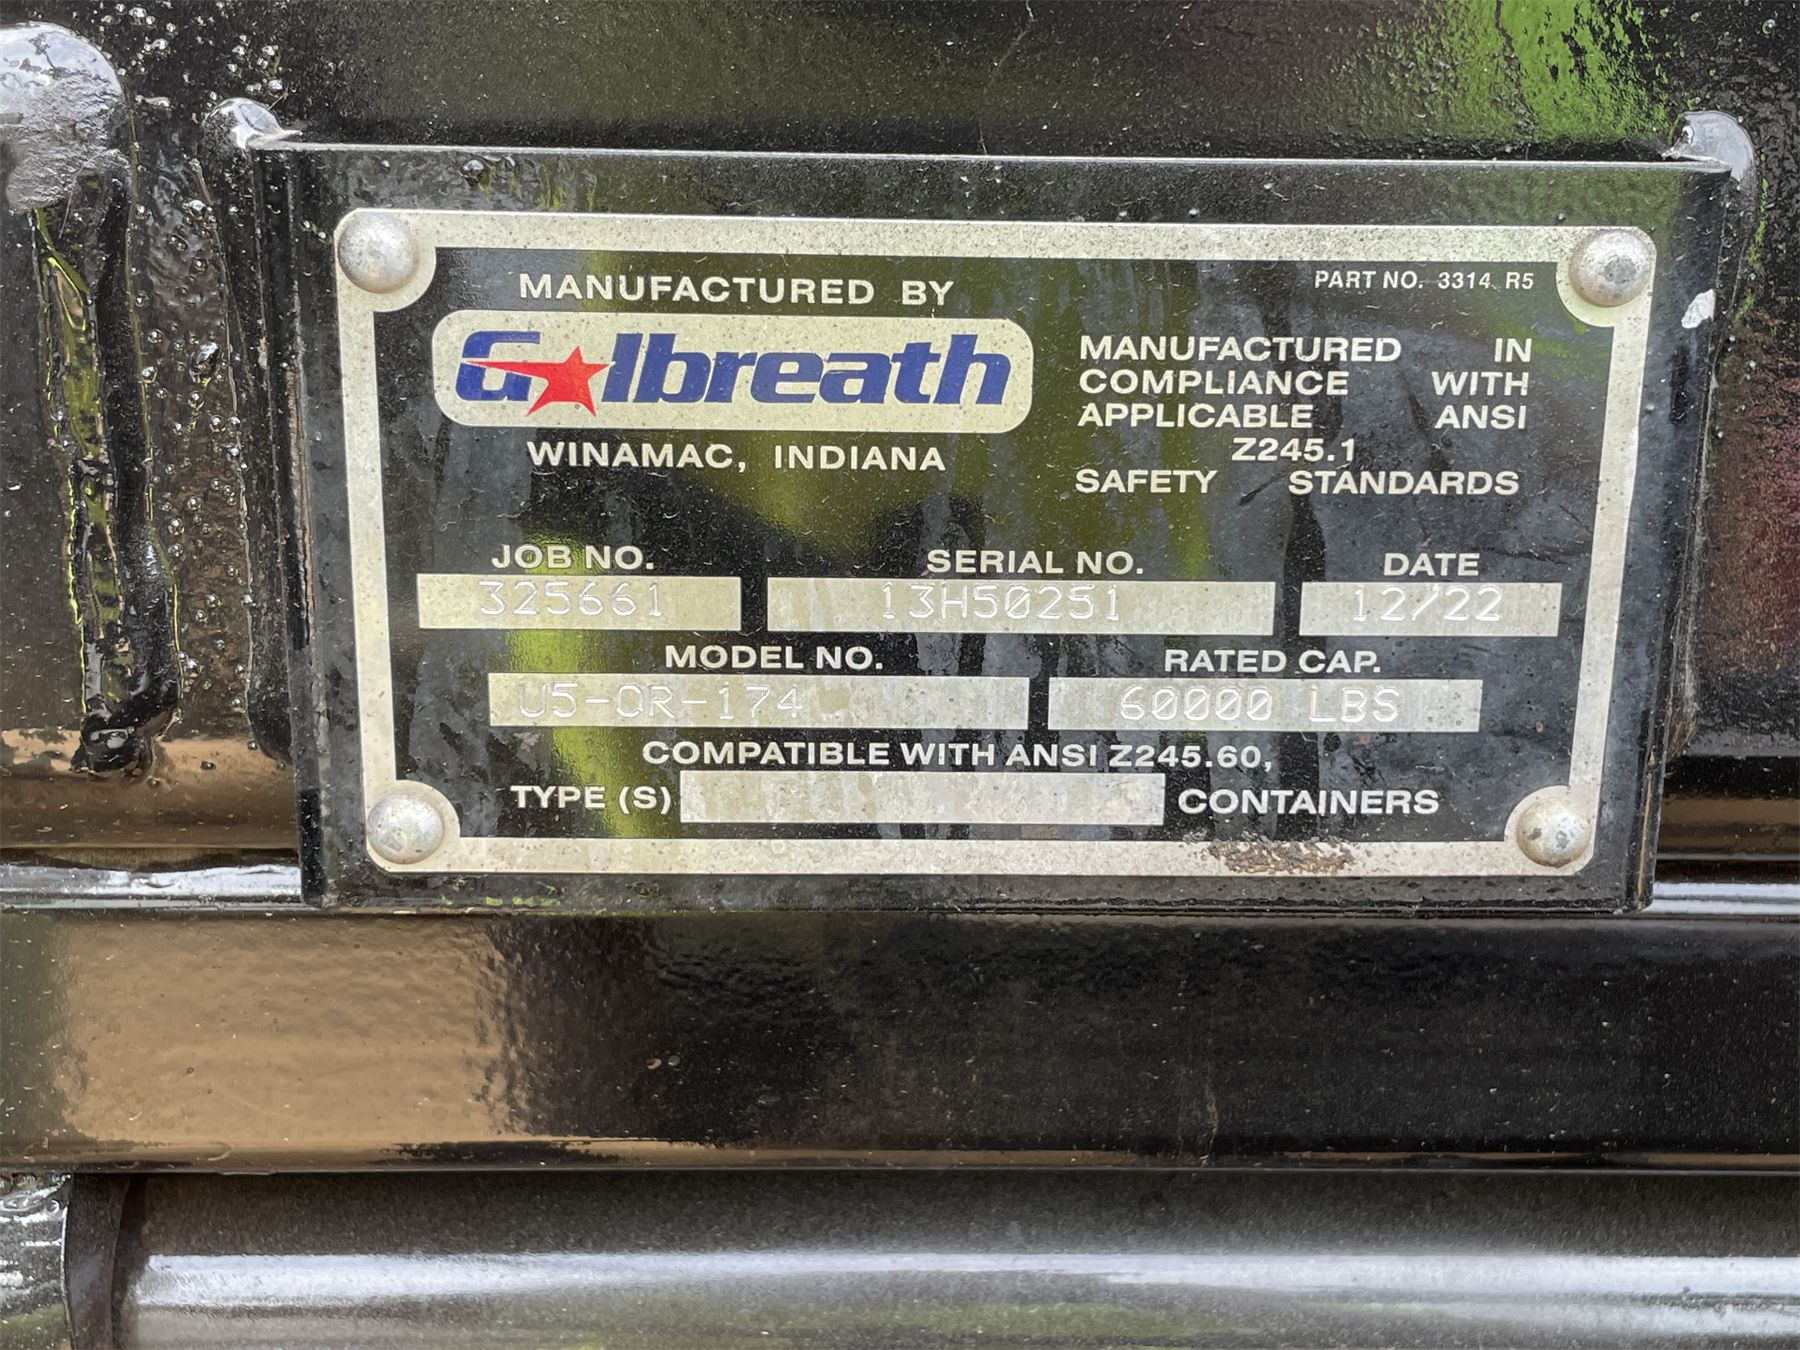 MANUFACTURED BY
PART NO. 3314 R5
Galbreath
WINAMAC, INDIANA
MANUFACTURED IN
COMPLIANCE WITH
APPLICABLE ANSI
Z245.1
SAFETY STANDARDS
JOB NO. SERIAL NO. DATE
325661 13H50251 12/22
MODEL NO. RATED CAP.
U5-OR-174 60000 LBS
COMPATIBLE WITH ANSI Z245.60,
TYPE (S) CONTAINERS